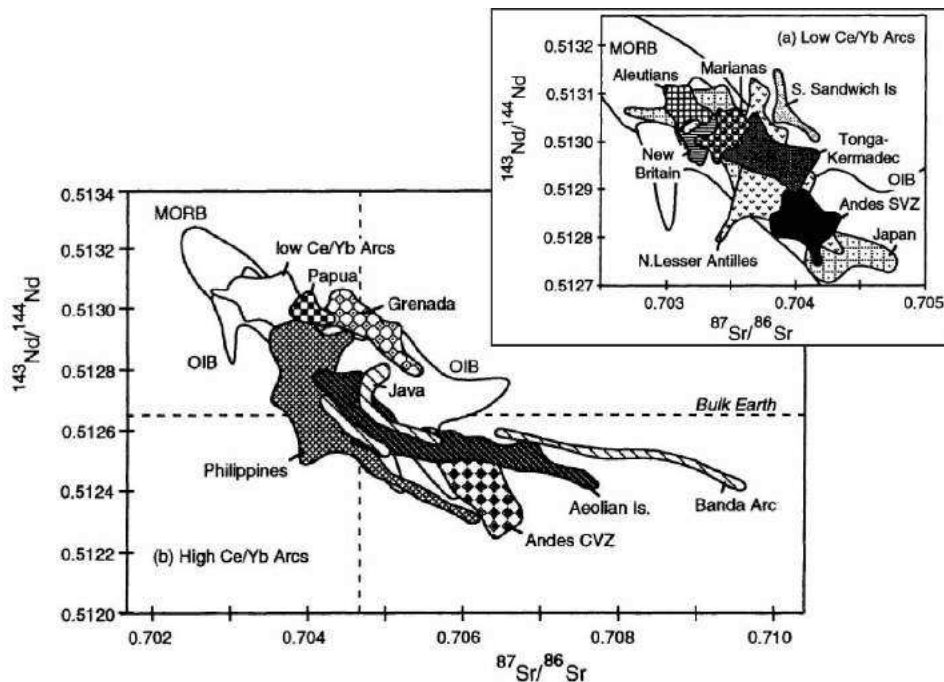 (a) Low Ce/Yb Arcs
0.5132
0.5131
0.5130
0.5129
0.5128
0.5127
143Nd/144Nd
MORB
Aleutians
Marianas
S. Sandwich Is
New
Britain
Tonga-
Kermadec
OIB
Andes SVZ
Japan
N.Lesser Antilles
0.703
0.704
0.705
87Sr/86Sr
0.5134
0.5132
0.5130
0.5128
0.5126
0.5124
0.5122
0.5120
143Nd/144Nd
MORB
low Ce/Yb Arcs
Papua
Grenada
OIB
OIB
Java
Bulk Earth
Philippines
Aeolian Is.
Banda Arc
Andes CVZ
(b) High Ce/Yb Arcs
0.702
0.704
0.706
0.708
0.710
87Sr/86Sr